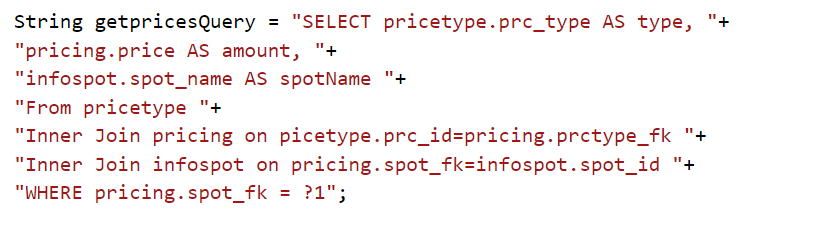 String getpricesQuery = "SELECT pricetype.prc_type AS type, "+
"pricing.price AS amount, "+
"infospot.spot_name AS spotName "+
"From pricetype "+
"Inner Join pricing on picetype.prc_id=pricing.prctype_fk "+
"Inner Join infospot on pricing.spot_fk=infospot.spot_id "+
"WHERE pricing.spot_fk = ?1";